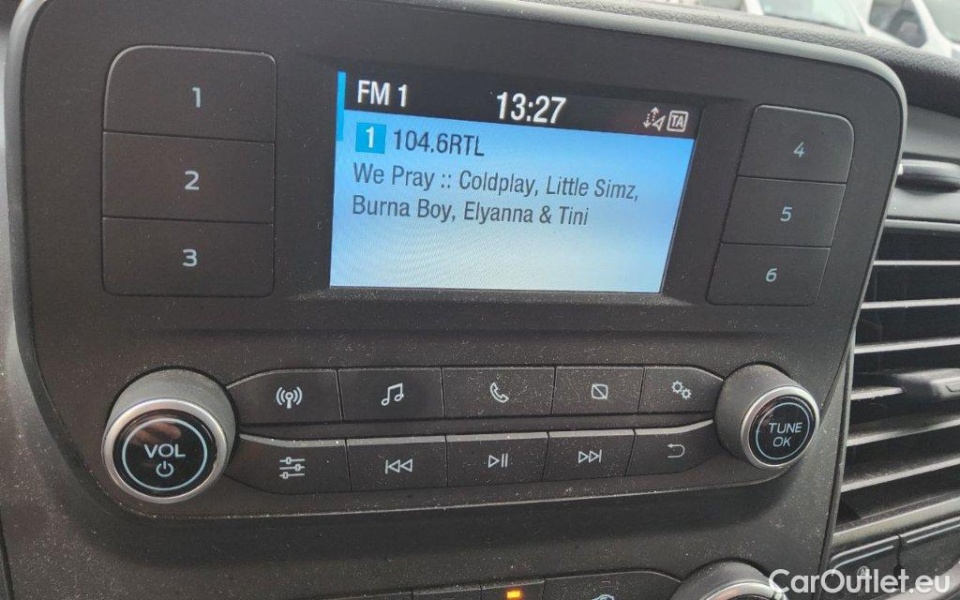 FM 1
13:27
TA
1 104.6RTL
We Pray :: Coldplay, Little Simz,
Burna Boy, Elyanna & Tini
1
2
3
4
5
6
VOL
TUNE
OK
CarOutlet.eu